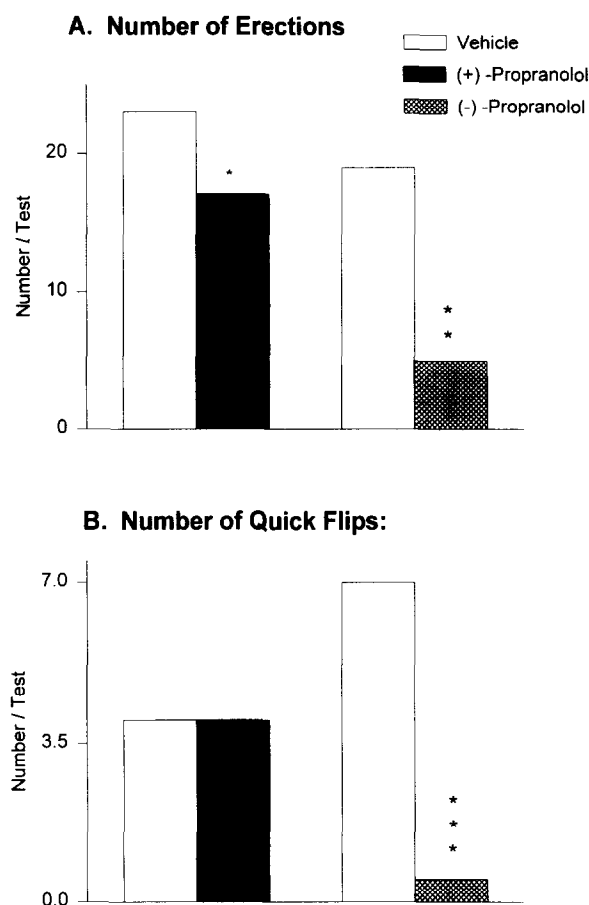 A. Number of Erections
Vehicle
(+) -Propranolol
(-) -Propranolol
Number / Test
20
10
0
*
*
*
B. Number of Quick Flips:
Number / Test
7.0
3.5
0.0
*
*
*